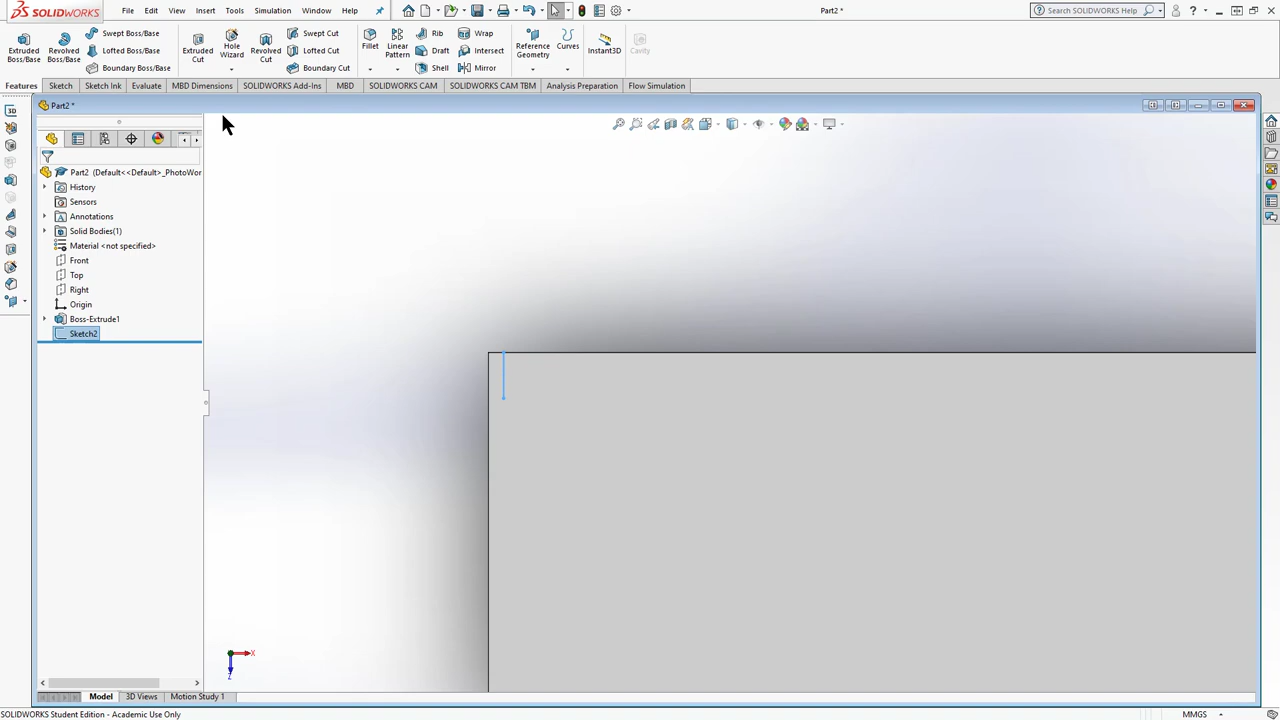 SOLIDWORKS File Edit View Insert Tools Simulation Window Help Part2 * Search SOLIDWORKS Help
Extruded Boss/Base
Revolved Boss/Base
Swept Boss/Base
Lofted Boss/Base
Boundary Boss/Base
Extruded Cut
Hole Wizard
Revolved Cut
Swept Cut
Lofted Cut
Boundary Cut
Fillet
Linear Pattern
Rib
Draft
Shell
Wrap
Intersect
Mirror
Reference Geometry
Curves
Instant3D
Cavity
Features Sketch Sketch Ink Evaluate MBD Dimensions SOLIDWORKS Add-Ins MBD SOLIDWORKS CAM SOLIDWORKS CAM TBM Analysis Preparation Flow Simulation
Part2 *
Part2 (Default<<Default>_PhotoWor
History
Sensors
Annotations
Solid Bodies(1)
Material <not specified>
Front
Top
Right
Origin
Boss-Extrude1
Sketch2
X
Z
Model 3D Views Motion Study 1
SOLIDWORKS Student Edition - Academic Use Only MMGS